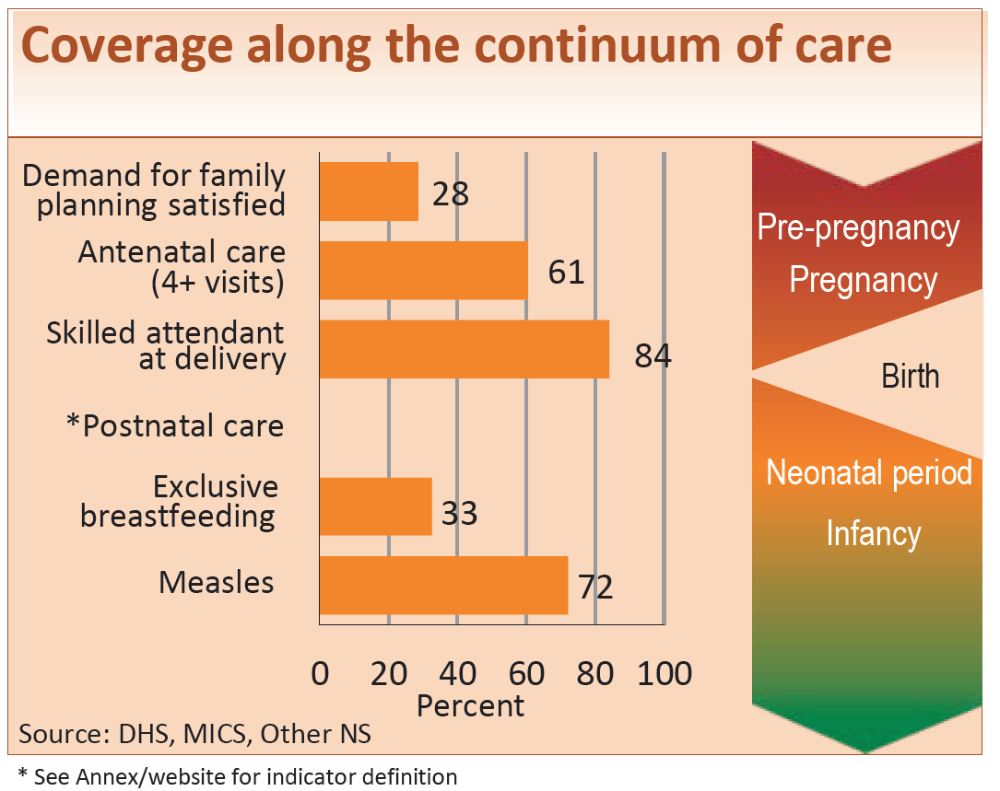 Coverage along the continuum of care
Demand for family
planning satisfied
28
Antenatal care
(4+ visits)
61
Skilled attendant
at delivery
84
*Postnatal care
Exclusive
breastfeeding
33
Measles
72
0 20 40 60 80 100
Percent
Pre-pregnancy
Pregnancy
Birth
Neonatal period
Infancy
Source: DHS, MICS, Other NS
* See Annex/website for indicator definition